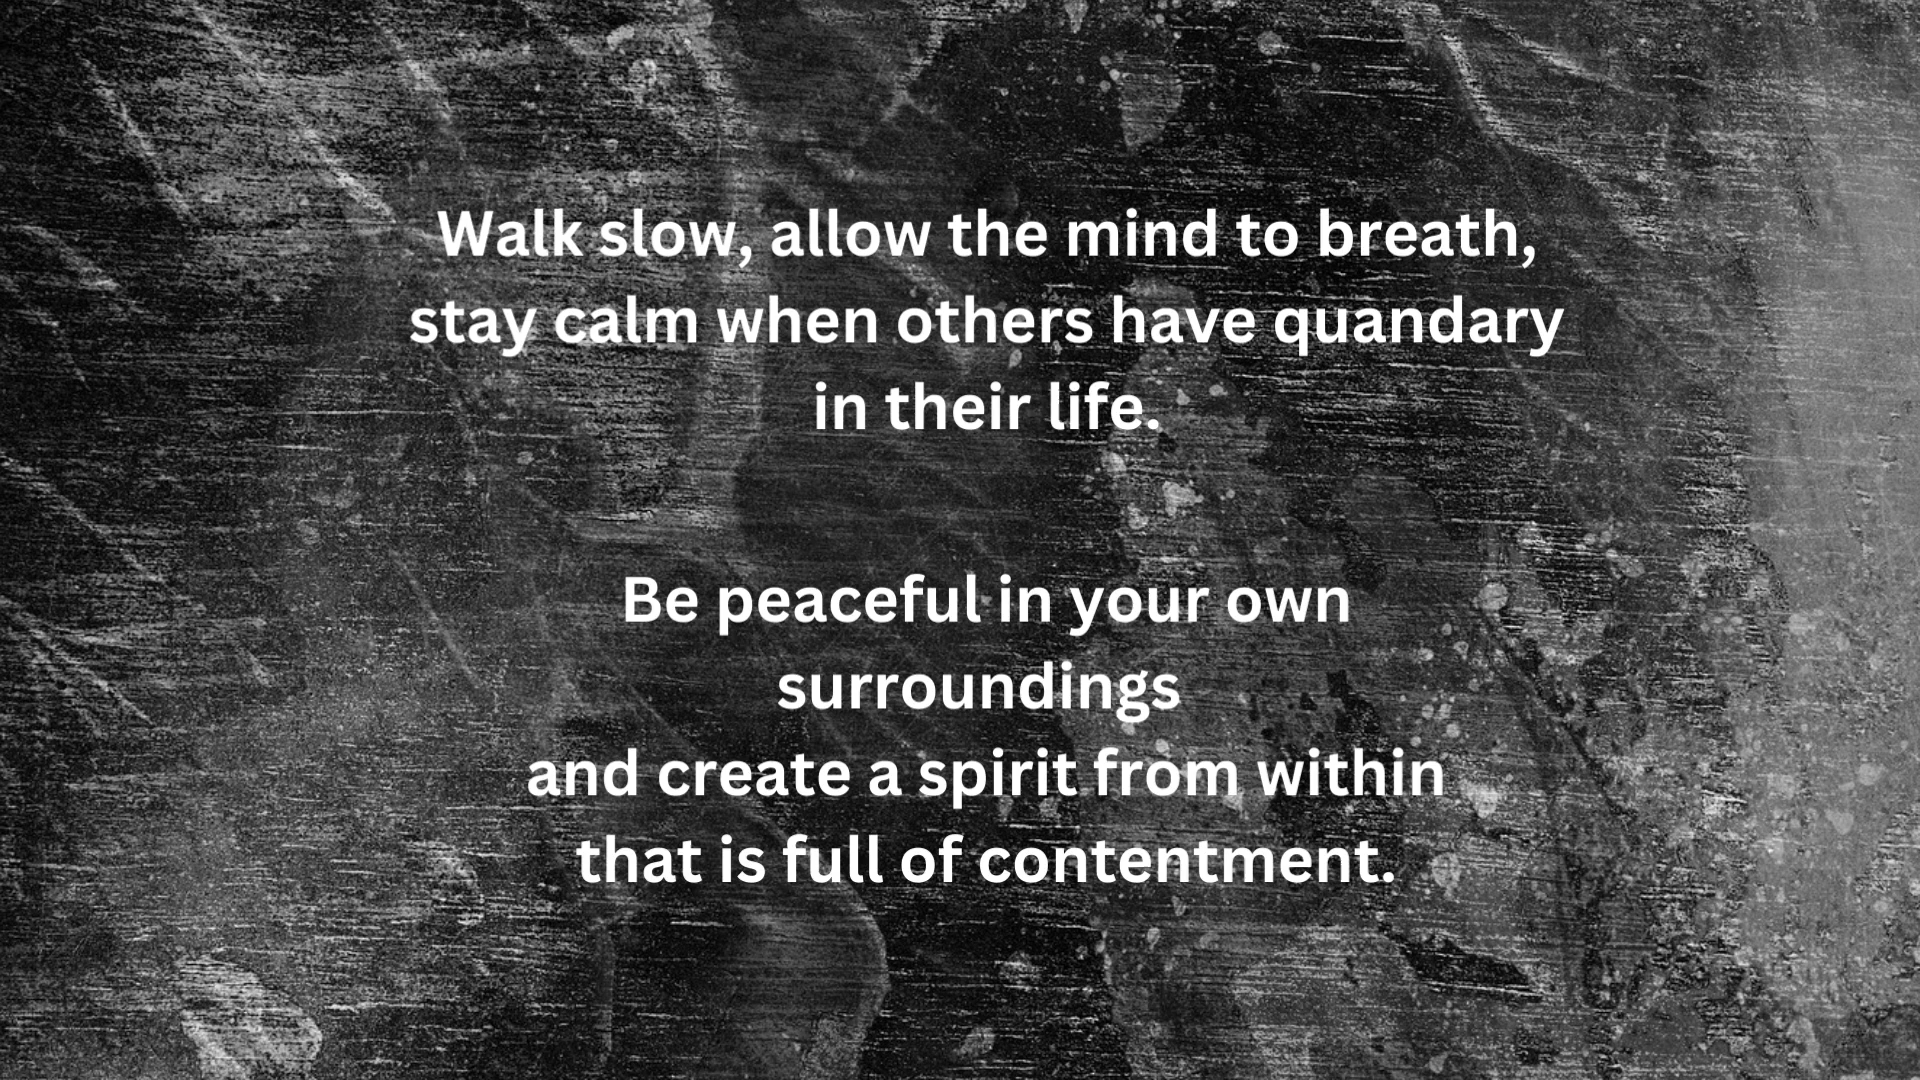 Walk slow, allow the mind to breath,
stay calm when others have quandary
in their life.
Be peaceful in your own
surroundings
and create a spirit from within
that is full of contentment.